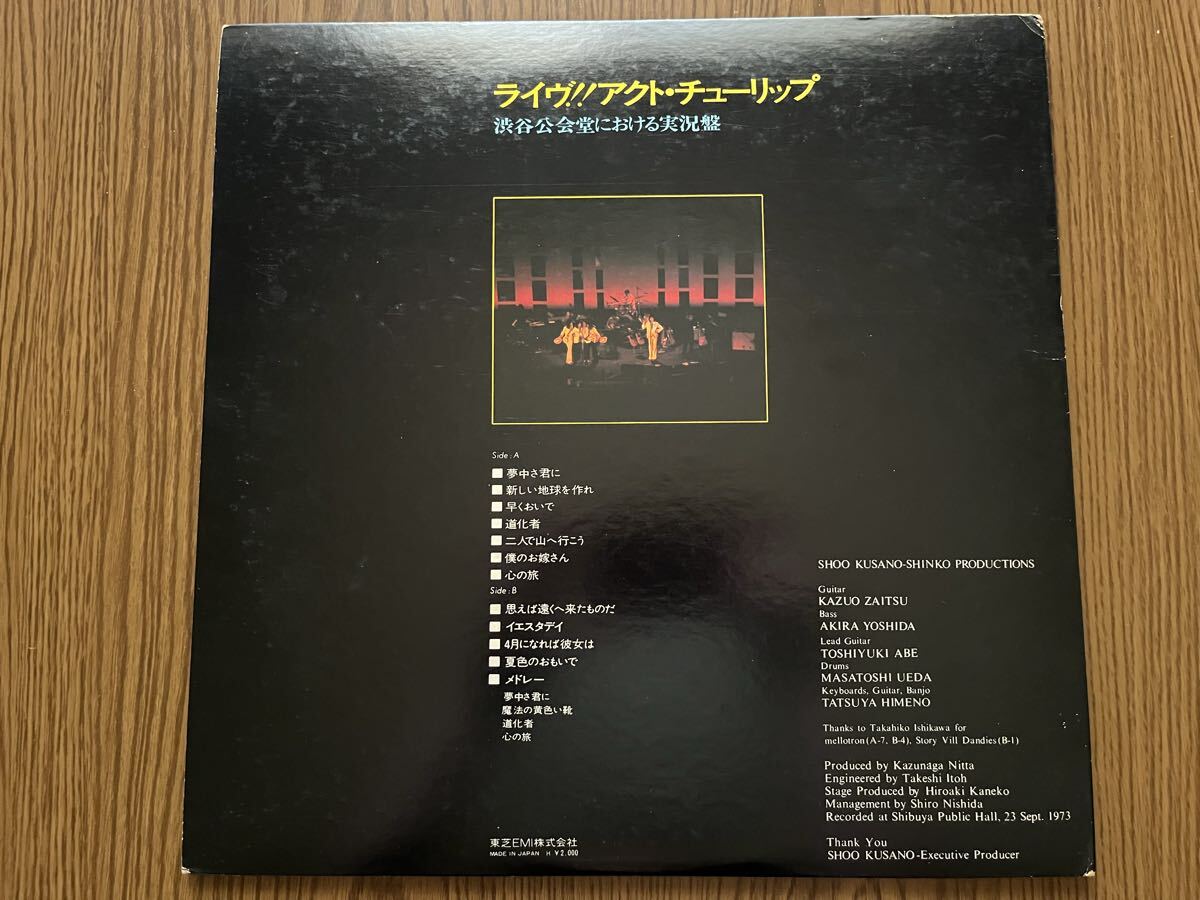 ライヴ!!アクト・チューリップ
渋谷公会堂における実況盤
Side : A
夢中さ君に
新しい地球を作れ
早くおいで
道化者
二人で山へ行こう
僕のお嫁さん
心の旅
Side : B
思えば遠くへ来たものだ
イエスタデイ
4月になれば彼女は
夏色のおもいで
メドレー
夢中さ君に
魔法の黄色い靴
道化者
心の旅
東芝EMI株式会社
MADE IN JAPAN H ¥2,000
SHOO KUSANO-SHINKO PRODUCTIONS
Guitar
KAZUO ZAITSU
Bass
AKIRA YOSHIDA
Lead Guitar
TOSHIYUKI ABE
Drums
MASATOSHI UEDA
Keyboards, Guitar, Banjo
TATSUYA HIMENO
Thanks to Takahiko Ishikawa for
mellotron(A-7, B-4), Story Vill Dandies(B-1)
Produced by Kazunaga Nitta
Engineered by Takeshi Itoh
Stage Produced by Hiroaki Kaneko
Management by Shiro Nishida
Recorded at Shibuya Public Hall, 23 Sept. 1973
Thank You
SHOO KUSANO-Executive Producer